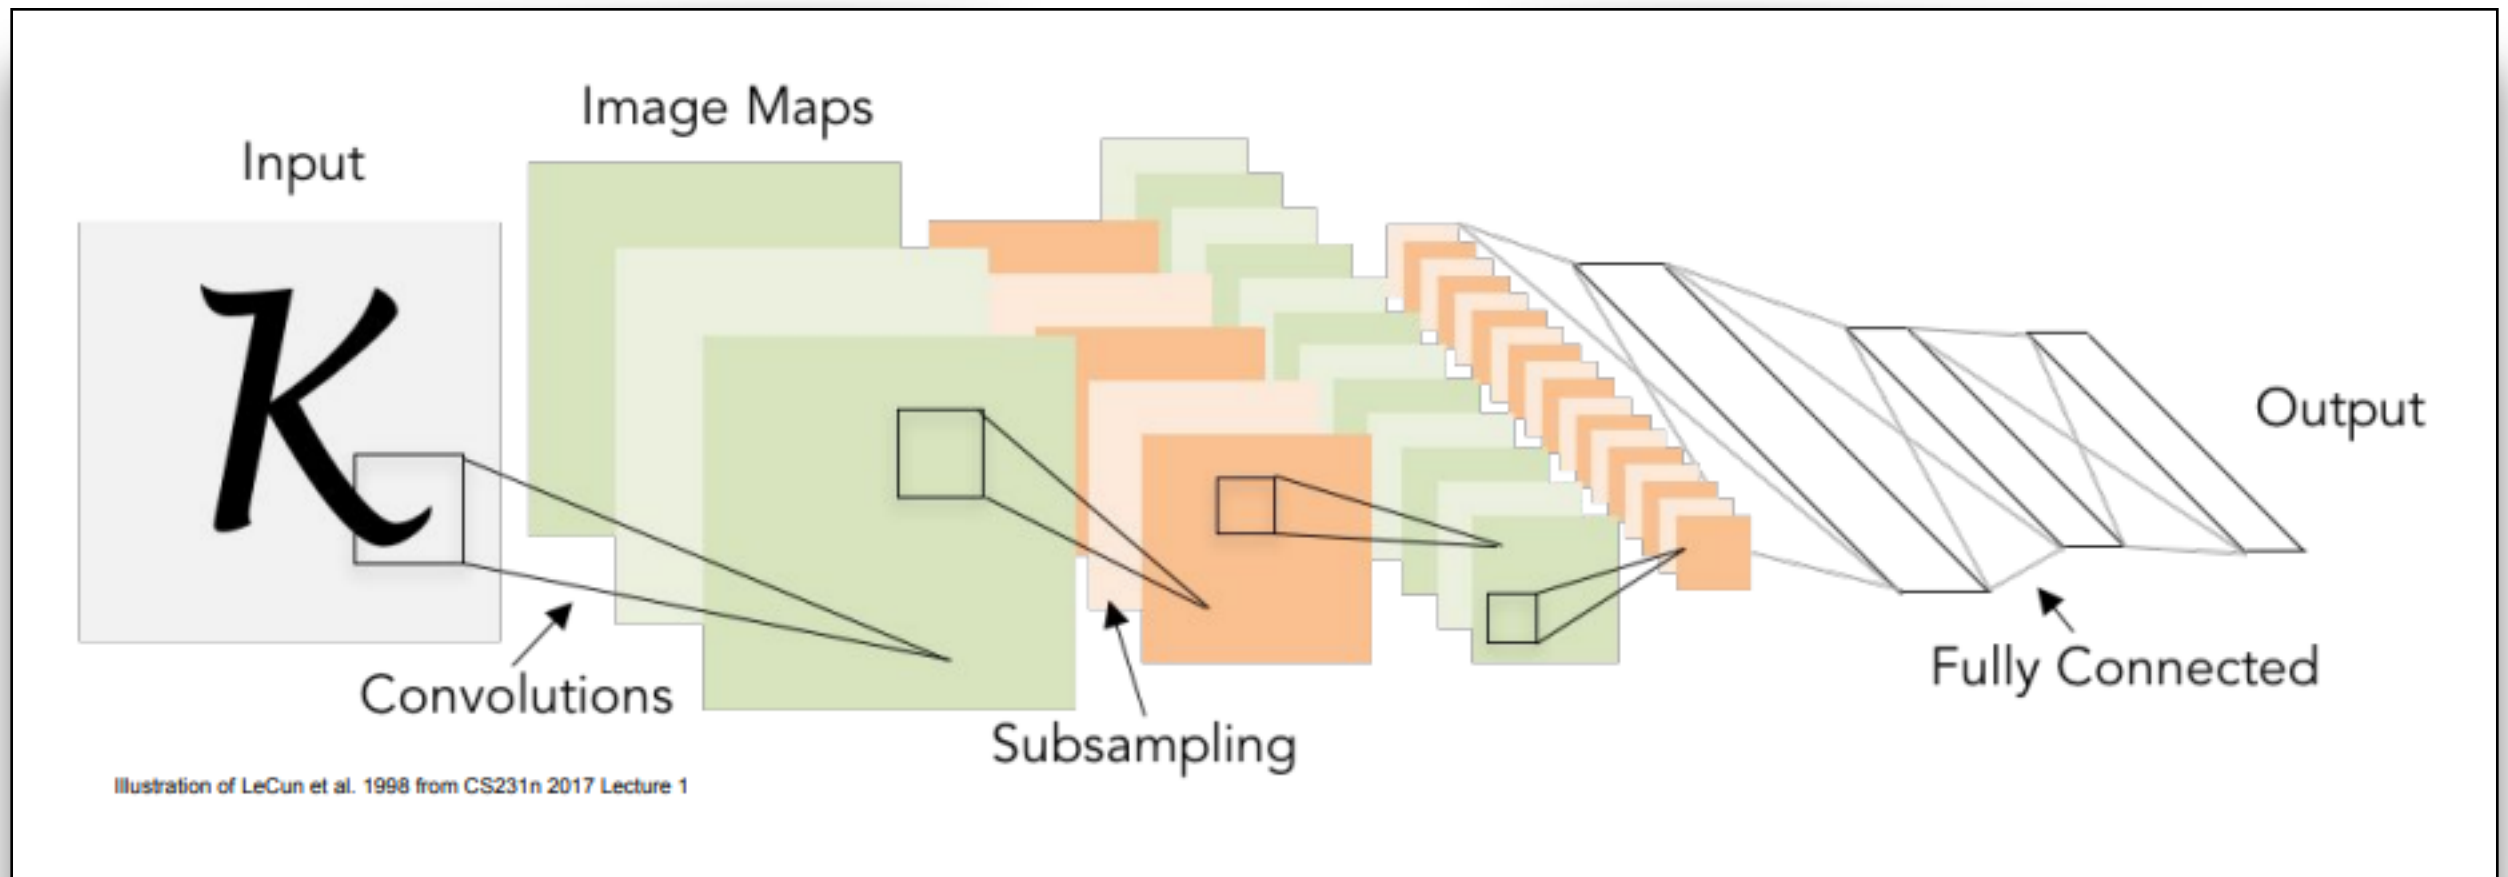 Image Maps
Input
K
Output
Convolutions
Subsampling
Fully Connected
Illustration of LeCun et al. 1998 from CS231n 2017 Lecture 1